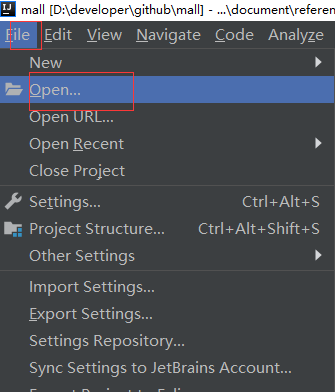 IJ mall [D:\developer\github\mall] - ...\document\referen
File Edit View Navigate Code Analyze
New
Open...
Open URL...
Open Recent
Close Project
Settings... Ctrl+Alt+S
Project Structure... Ctrl+Alt+Shift+S
Other Settings
Import Settings...
Export Settings...
Settings Repository...
Sync Settings to JetBrains Account...